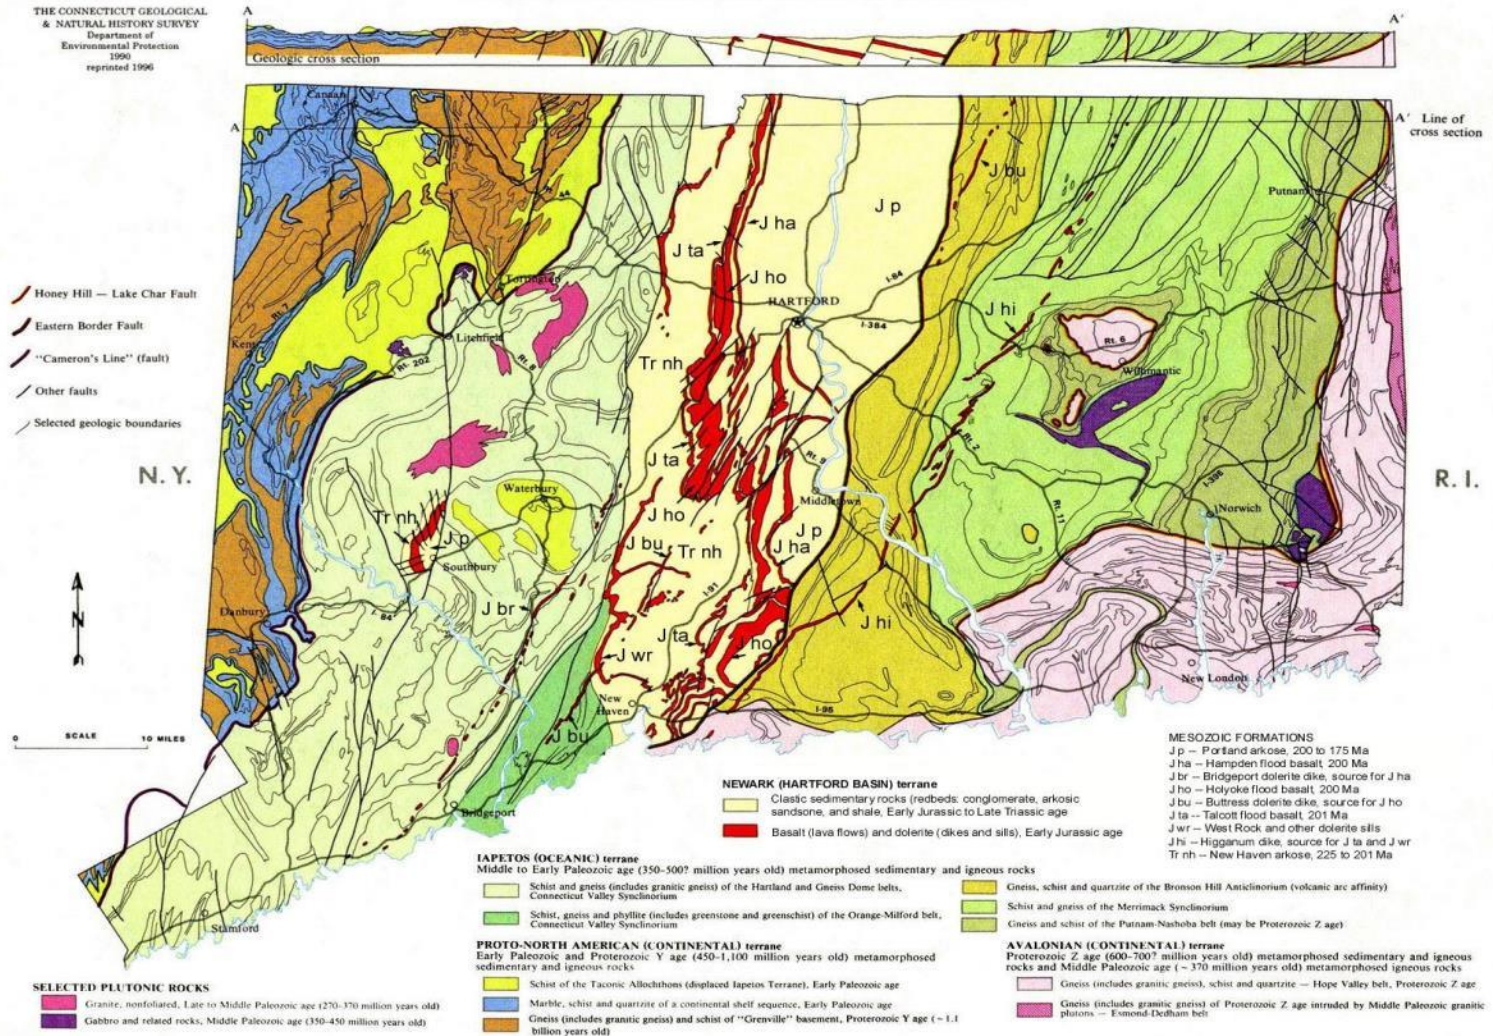 THE CONNECTICUT GEOLOGICAL
& NATURAL HISTORY SURVEY
Department of
Environmental Protection
1990
reprinted 1996
A
A'
Geologic cross section
A
A' Line of
cross section
Canaan
Rt. 44
J bu
Putnam
J p
J ha
J ta
J ho
Torrington
I-84
HARTFORD
I-384
J hi
Honey Hill — Lake Char Fault
Eastern Border Fault
"Cameron's Line" (fault)
Other faults
Selected geologic boundaries
Rt. 7
Kent
Litchfield
Rt. 202
Rt. 8
Tr nh
Rt. 6
Willimantic
J ta
Rt. 2
Rt. 9
N. Y.
R. I.
Waterbury
Middletown
I-395
Norwich
Rt. 11
Tr nh
J p
Southbury
J ho
J bu
Tr nh
J p
J ha
I-91
N
Danbury
I 84
J br
J hi
J ta
J ho
J wr
New London
New
Haven
I-95
J bu
0 SCALE 10 MILES
Bridgeport
Stamford
MESOZOIC FORMATIONS
J p -- Portland arkose, 200 to 175 Ma
J ha -- Hampden flood basalt, 200 Ma
J br -- Bridgeport dolerite dike, source for J ha
J ho -- Holyoke flood basalt, 200 Ma
J bu -- Buttress dolerite dike, source for J ho
J ta -- Talcott flood basalt, 201 Ma
J wr -- West Rock and other dolerite sills
J hi -- Higganum dike, source for J ta and J wr
Tr nh -- New Haven arkose, 225 to 201 Ma
NEWARK (HARTFORD BASIN) terrane
Clastic sedimentary rocks (redbeds: conglomerate, arkosic
sandsone, and shale, Early Jurassic to Late Triassic age
Basalt (lava flows) and dolerite (dikes and sills), Early Jurassic age
IAPETOS (OCEANIC) terrane
Middle to Early Paleozoic age (350-500? million years old) metamorphosed sedimentary and igneous rocks
Schist and gneiss (includes granitic gneiss) of the Hartland and Gneiss Dome belts,
Connecticut Valley Synclinorium
Schist, gneiss and phyllite (includes greenstone and greenschist) of the Orange-Milford belt,
Connecticut Valley Synclinorium
Gneiss, schist and quartzite of the Bronson Hill Anticlinorium (volcanic arc affinity)
Schist and gneiss of the Merrimack Synclinorium
Gneiss and schist of the Putnam-Nashoba belt (may be Proterozoic Z age)
PROTO-NORTH AMERICAN (CONTINENTAL) terrane
Early Paleozoic and Proterozoic Y age (450-1,100 million years old) metamorphosed
sedimentary and igneous rocks
Schist of the Taconic Allochthons (displaced Iapetos Terrane), Early Paleozoic age
Marble, schist and quartzite of a continental shelf sequence, Early Paleozoic age
Gneiss (includes granitic gneiss) and schist of "Grenville" basement, Proterozoic Y age (~ 1.1
billion years old)
AVALONIAN (CONTINENTAL) terrane
Proterozoic Z age (600-700? million years old) metamorphosed sedimentary and igneous
rocks and Middle Paleozoic age (~ 370 million years old) metamorphosed igneous rocks
Gneiss (includes granitic gneiss), schist and quartzite — Hope Valley belt, Proterozoic Z age
Gneiss (includes granitic gneiss) of Proterozoic Z age intruded by Middle Paleozoic granitic
plutons — Esmond-Dedham belt
SELECTED PLUTONIC ROCKS
Granite, nonfoliated, Late to Middle Paleozoic age (270-370 million years old)
Gabbro and related rocks, Middle Paleozoic age (350-450 million years old)